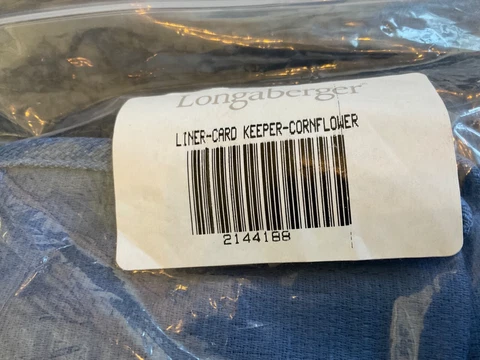 Longaberger
LINER-CARD KEEPER-CORNFLOWER
2144188